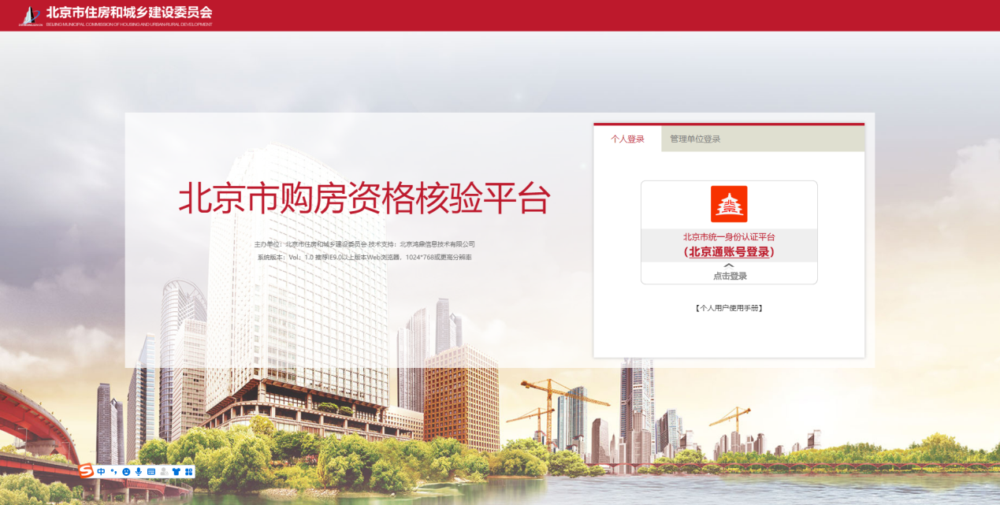 北京市住房和城乡建设委员会
BEIJING MUNICIPAL COMMISSION OF HOUSING AND URBAN-RURAL DEVELOPMENT
个人登录
管理单位登录
北京市购房资格核验平台
主办单位：北京市住房和城乡建设委员会 技术支持：北京鸿鼎信息技术有限公司
系统版本：Vol：1.0 推荐IE9.0以上版本Web浏览器，1024*768或更高分辨率
北京
北京市统一身份认证平台
（北京通账号登录）
点击登录
【个人用户使用手册】
中